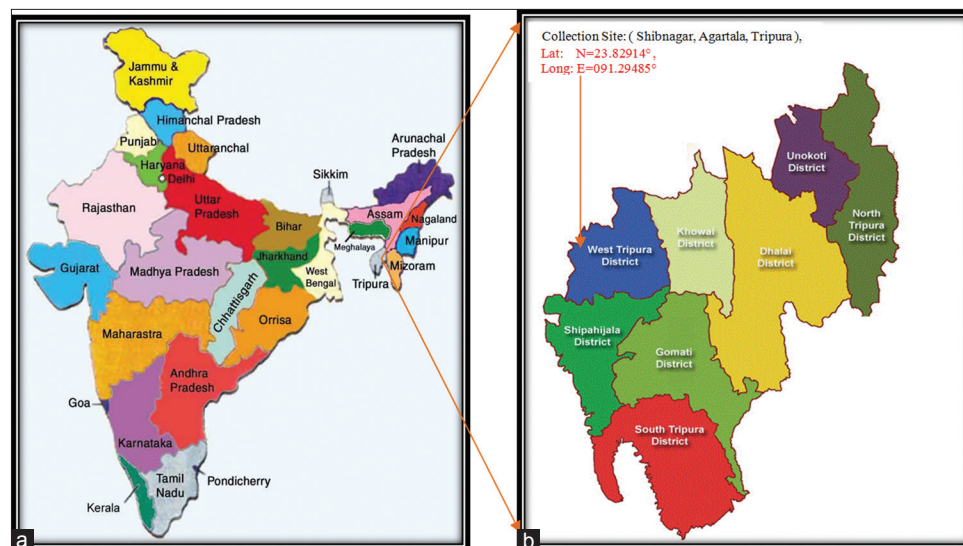 Jammu &
Kashmir
Himanchal Pradesh
Punjab
Uttaranchal
Haryana
Delhi
Arunachal
Pradesh
Sikkim
Rajasthan
Uttar
Pradesh
Assam
Nagaland
Bihar
Meghalaya
Manipur
Gujarat
Madhya Pradesh
Jharkhand
West
Bengal
Tripura
Mizoram
Chhattisgarh
Maharastra
Orrisa
Andhra
Pradesh
Goa
Karnataka
Pondicherry
Tamil
Nadu
Kerala
a
Collection Site: ( Shibnagar, Agartala, Tripura ),
Lat: N=23.82914°,
Long: E=091.29485°
Unokoti
District
North
Tripura
District
Khowai
District
West Tripura
District
Dhalai
District
Shipahijala
District
Gomati
District
South Tripura
District
b